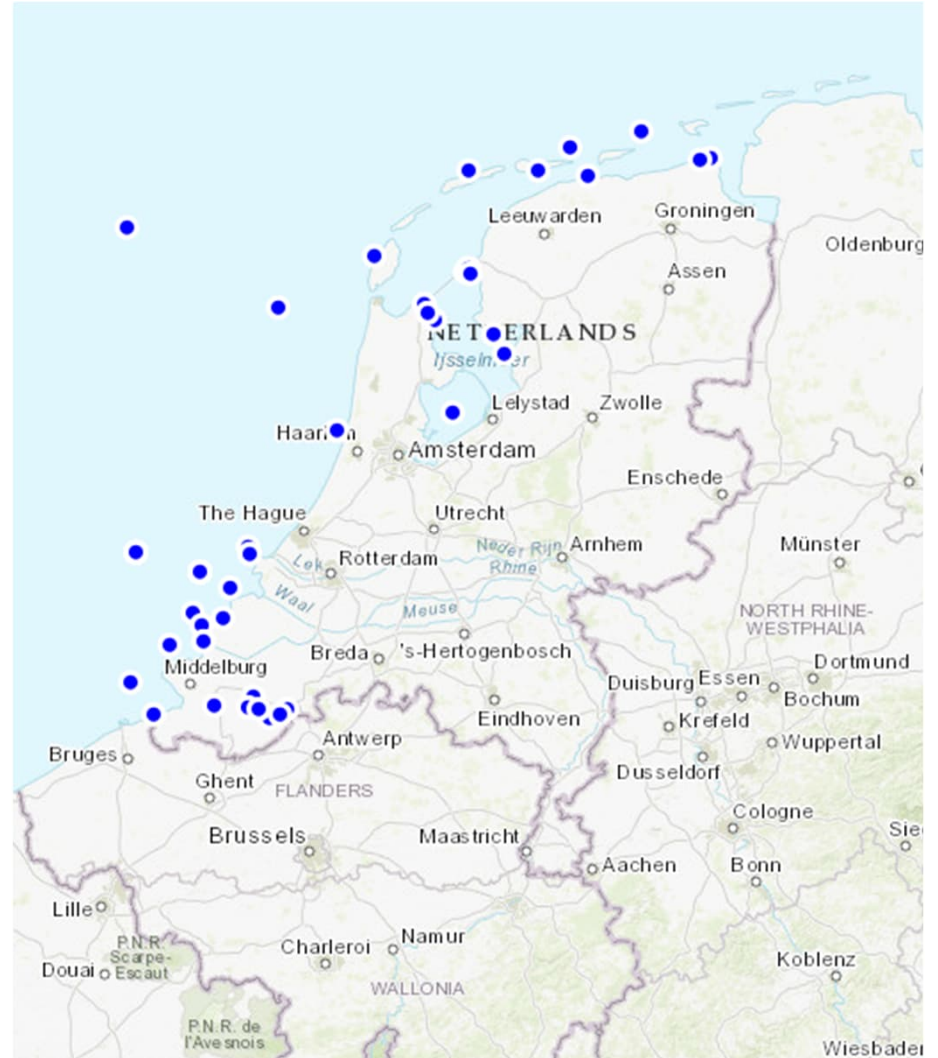 Leeuwarden
Groningen
Oldenburg
Assen
NETHERLANDS
Ijsselmeer
Lelystad
Zwolle
Haarlem
Amsterdam
Enschede
The Hague
Utrecht
Neder Rijn
Arnhem
Münster
Lek
Rotterdam
Rhine
Waal
Meuse
NORTH RHINE-
WESTPHALIA
Breda
's-Hertogenbosch
Middelburg
Dortmund
Duisburg
Essen
Bochum
Eindhoven
Krefeld
Antwerp
Wuppertal
Bruges
Dusseldorf
Ghent
FLANDERS
Cologne
Brussels
Maastricht
Sie
Aachen
Bonn
Lille
P.N.R.
Scarpe-
Escaut
Douai
Charleroi
Namur
Koblenz
WALLONIA
P.N.R. de
l'Avesnois
Wiesbaden